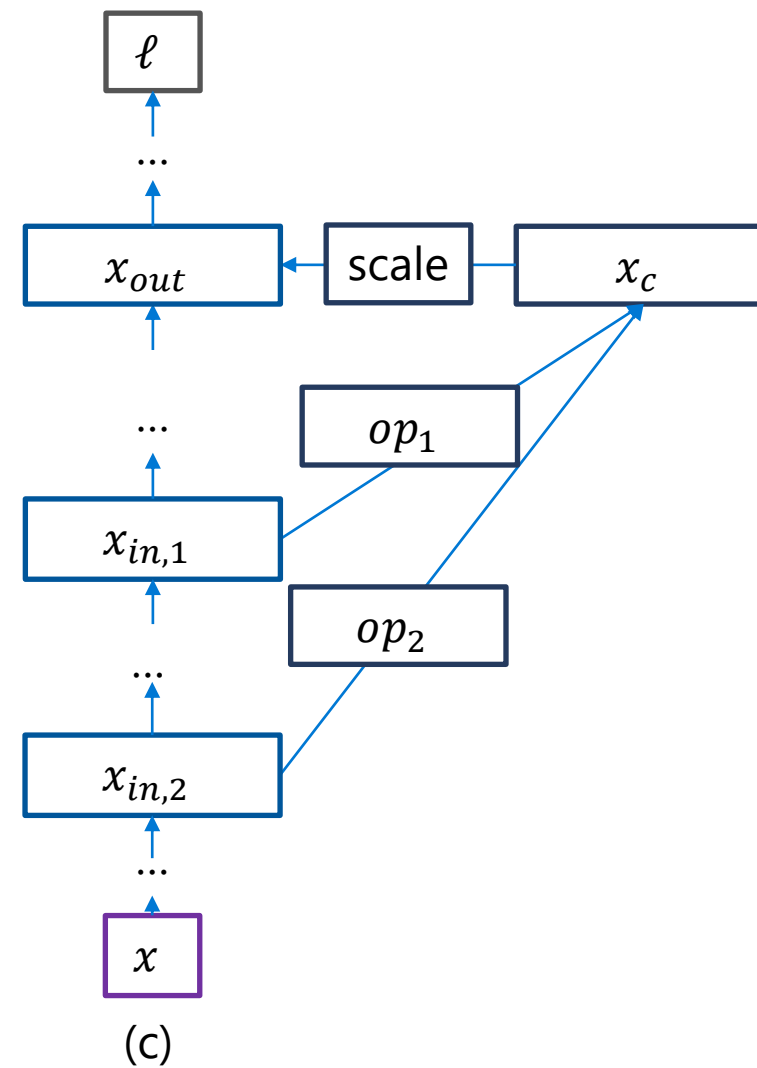 ℓ
...
x_out
scale
x_c
...
op_1
x_in,1
op_2
...
x_in,2
...
x
(c)